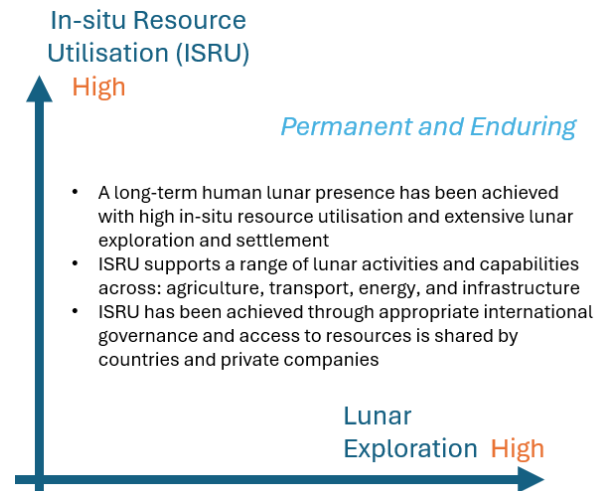 In-situ Resource
Utilisation (ISRU)
High
Permanent and Enduring
• A long-term human lunar presence has been achieved
with high in-situ resource utilisation and extensive lunar
exploration and settlement
• ISRU supports a range of lunar activities and capabilities
across: agriculture, transport, energy, and infrastructure
• ISRU has been achieved through appropriate international
governance and access to resources is shared by
countries and private companies
Lunar
Exploration High